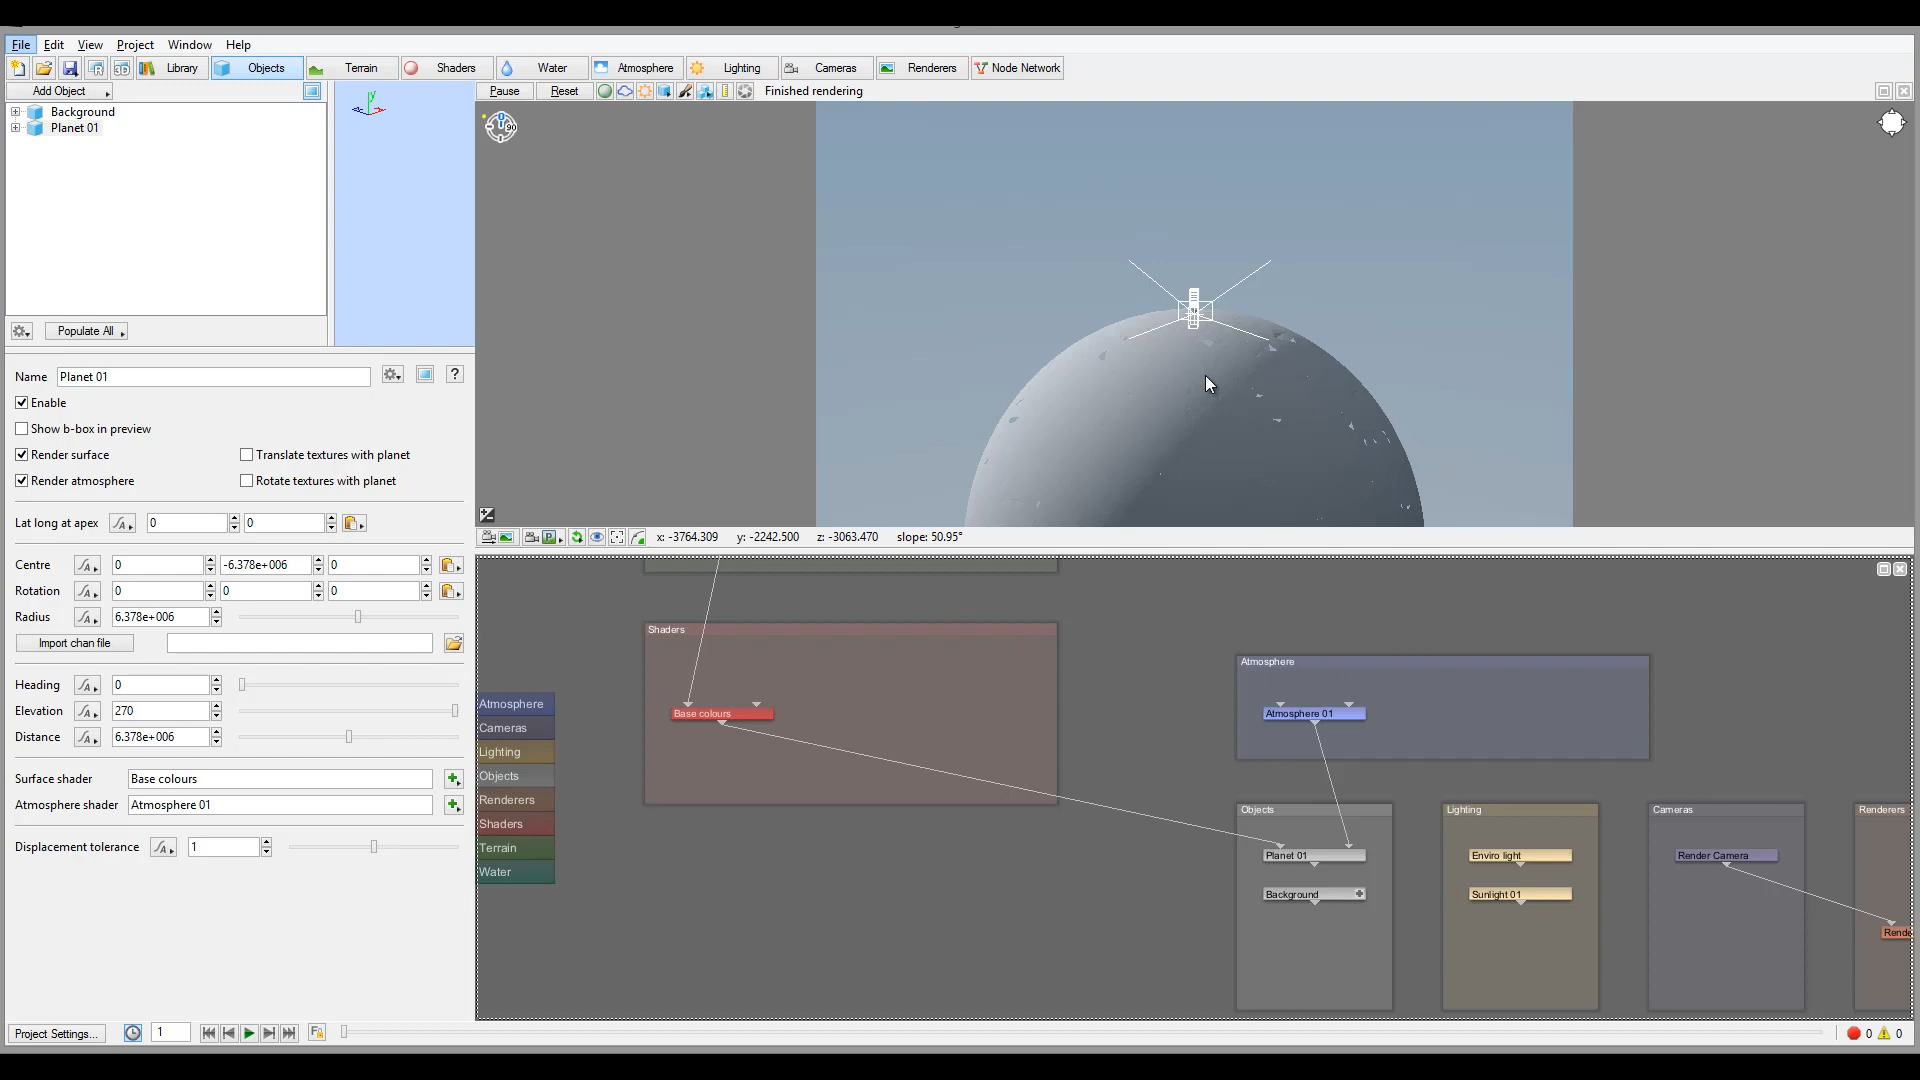 File Edit View Project Window Help
Library Objects Terrain Shaders Water Atmosphere Lighting Cameras Renderers Node Network
Add Object
Pause Reset Finished rendering
Background
Planet 01
y
90
Populate All
Name Planet 01 ?
Enable
Show b-box in preview
Render surface Translate textures with planet
Render atmosphere Rotate textures with planet
Lat long at apex 0 0
Centre 0 -6.378e+006 0
Rotation 0 0 0
Radius 6.378e+006
Import chan file
Heading 0
Elevation 270
Distance 6.378e+006
Surface shader Base colours
Atmosphere shader Atmosphere 01
Displacement tolerance 1
x: -3764.309 y: -2242.500 z: -3063.470 slope: 50.95°
Shaders
Base colours
Atmosphere
Atmosphere 01
Atmosphere
Cameras
Lighting
Objects
Renderers
Shaders
Terrain
Water
Objects
Planet 01
Background
Lighting
Enviro light
Sunlight 01
Cameras
Render Camera
Renderers
Rende
Project Settings... 1 0 0